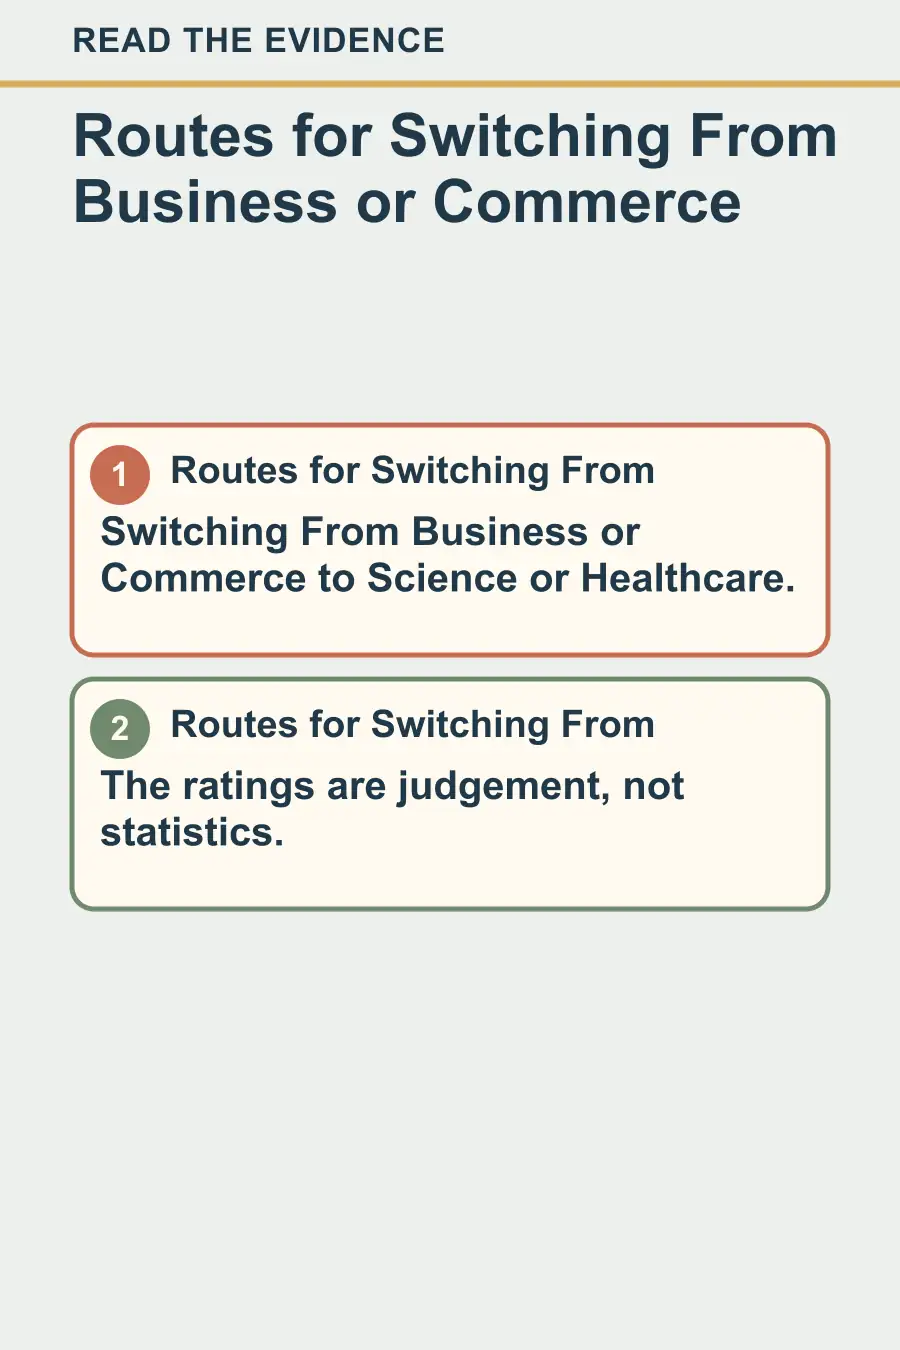 READ THE EVIDENCE
Routes for Switching From
Business or Commerce
1 Routes for Switching From
Switching From Business or
Commerce to Science or Healthcare.
2 Routes for Switching From
The ratings are judgement, not
statistics.